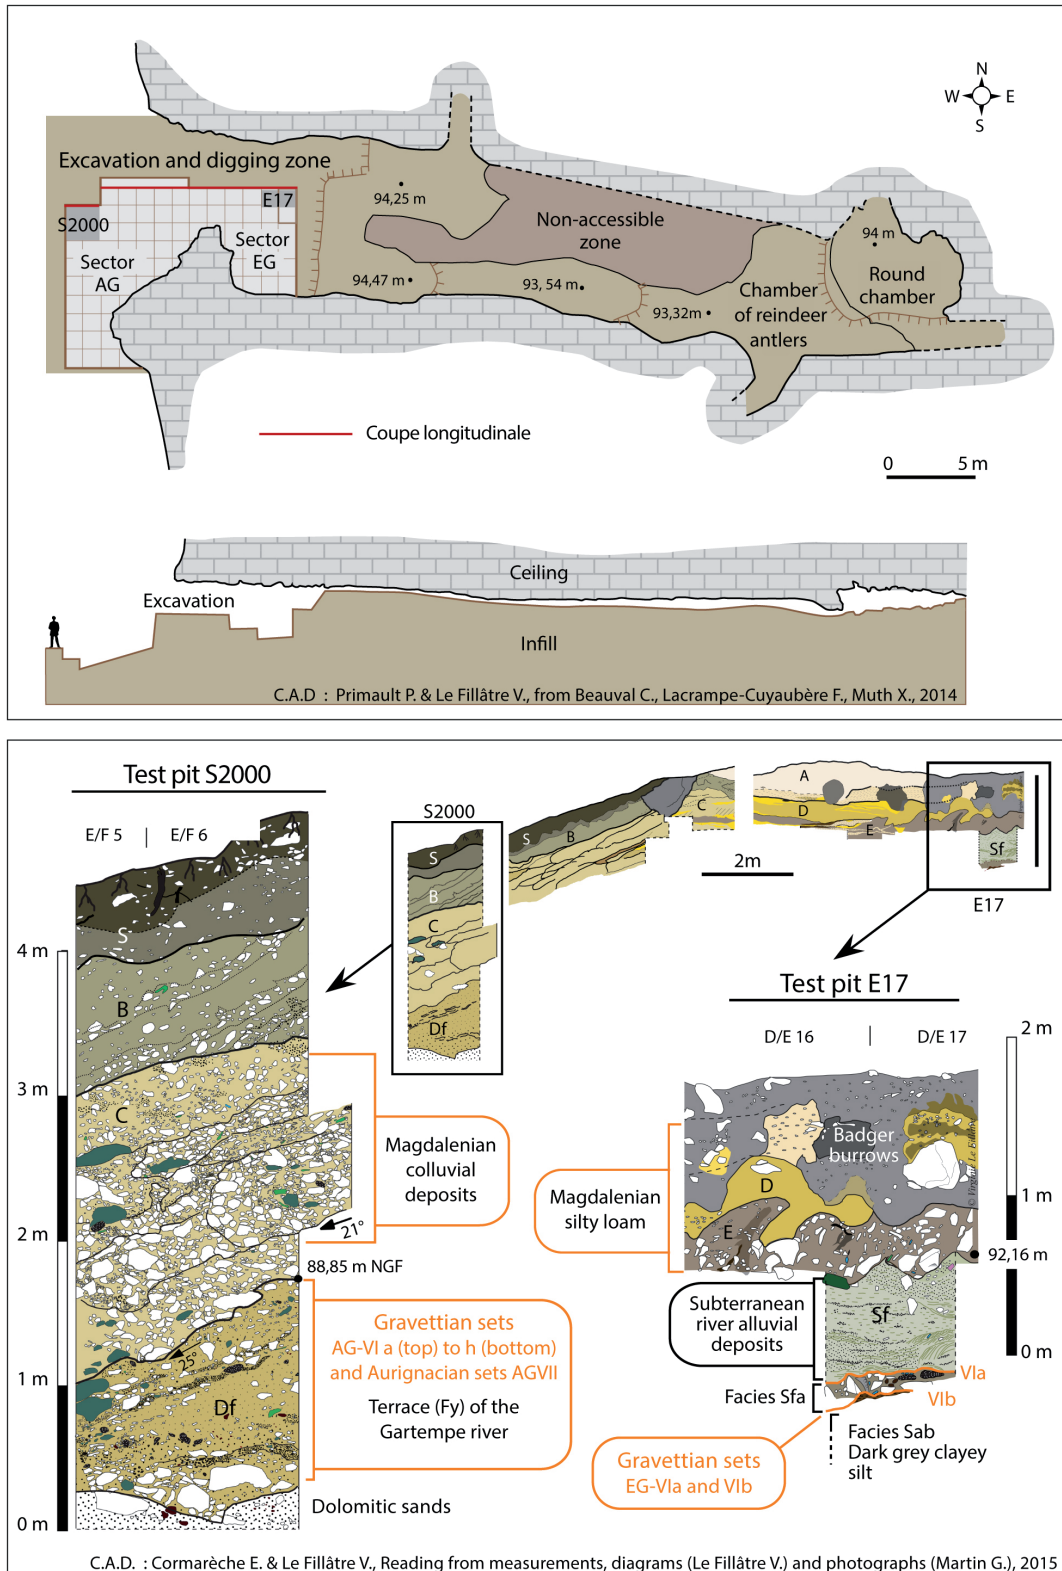 N
W E
S
Excavation and digging zone
E17
S2000
Sector
EG
Sector
AG
94,25 m
Non-accessible
zone
94,47 m
93, 54 m
93,32m
94 m
Round
chamber
Chamber
of reindeer
antlers
Coupe longitudinale
0 5 m
Ceiling
Excavation
Infill
C.A.D : Primault P. & Le Fillâtre V., from Beauval C., Lacrampe-Cuyaubère F., Muth X., 2014
Test pit S2000
E/F 5 | E/F 6
S
B
C
Df
4 m
3 m
2 m
1 m
0 m
21°
25°
88,85 m NGF
Magdalenian
colluvial
deposits
Gravettian sets
AG-VI a (top) to h (bottom)
and Aurignacian sets AGVII
Terrace (Fy) of the
Gartempe river
Dolomitic sands
S2000
S
B
C
Df
S
B
C
A
D
E
Sf
2m
E17
Test pit E17
D/E 16 | D/E 17
2 m
1 m
0 m
Badger
burrows
D
E
© Virginie Le Fillâtre
92,16 m
Magdalenian
silty loam
Subterranean
river alluvial
deposits
Sf
VIa
VIb
Facies Sfa
Facies Sab
Dark grey clayey
silt
Gravettian sets
EG-VIa and VIb
C.A.D. : Cormarèche E. & Le Fillâtre V., Reading from measurements, diagrams (Le Fillâtre V.) and photographs (Martin G.), 2015